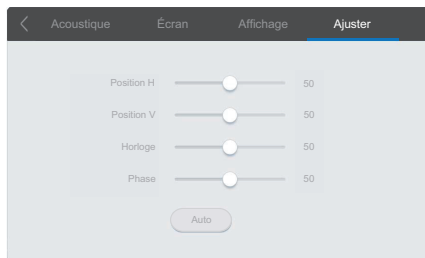 Acoustique Écran Affichage Ajuster
Position H 50
Position V 50
Horloge 50
Phase 50
Auto